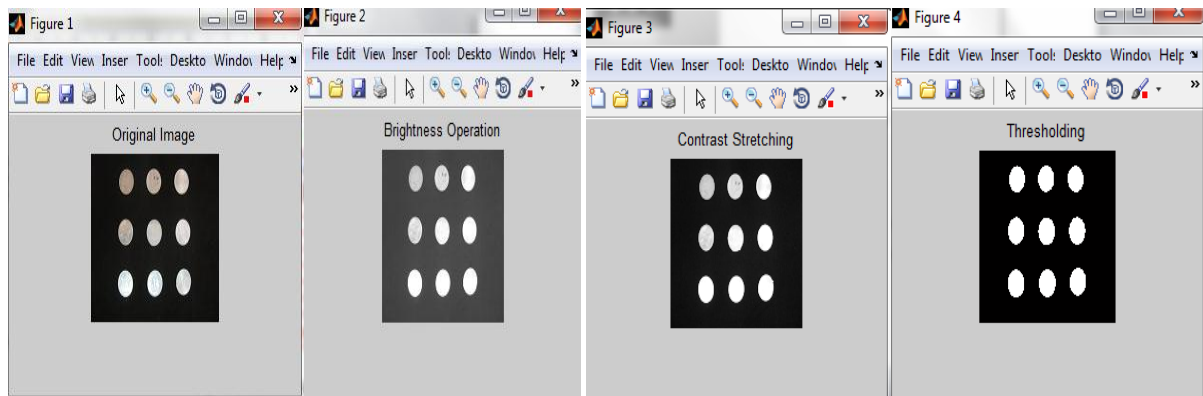 Figure 1
File Edit View Inser Tool: Deskto Windov Help
Original Image
Figure 2
File Edit View Inser Tool: Deskto Windov Help
Brightness Operation
Figure 3
File Edit View Inser Tool: Deskto Windov Help
Contrast Stretching
Figure 4
File Edit View Inser Tool: Deskto Windov Help
Thresholding